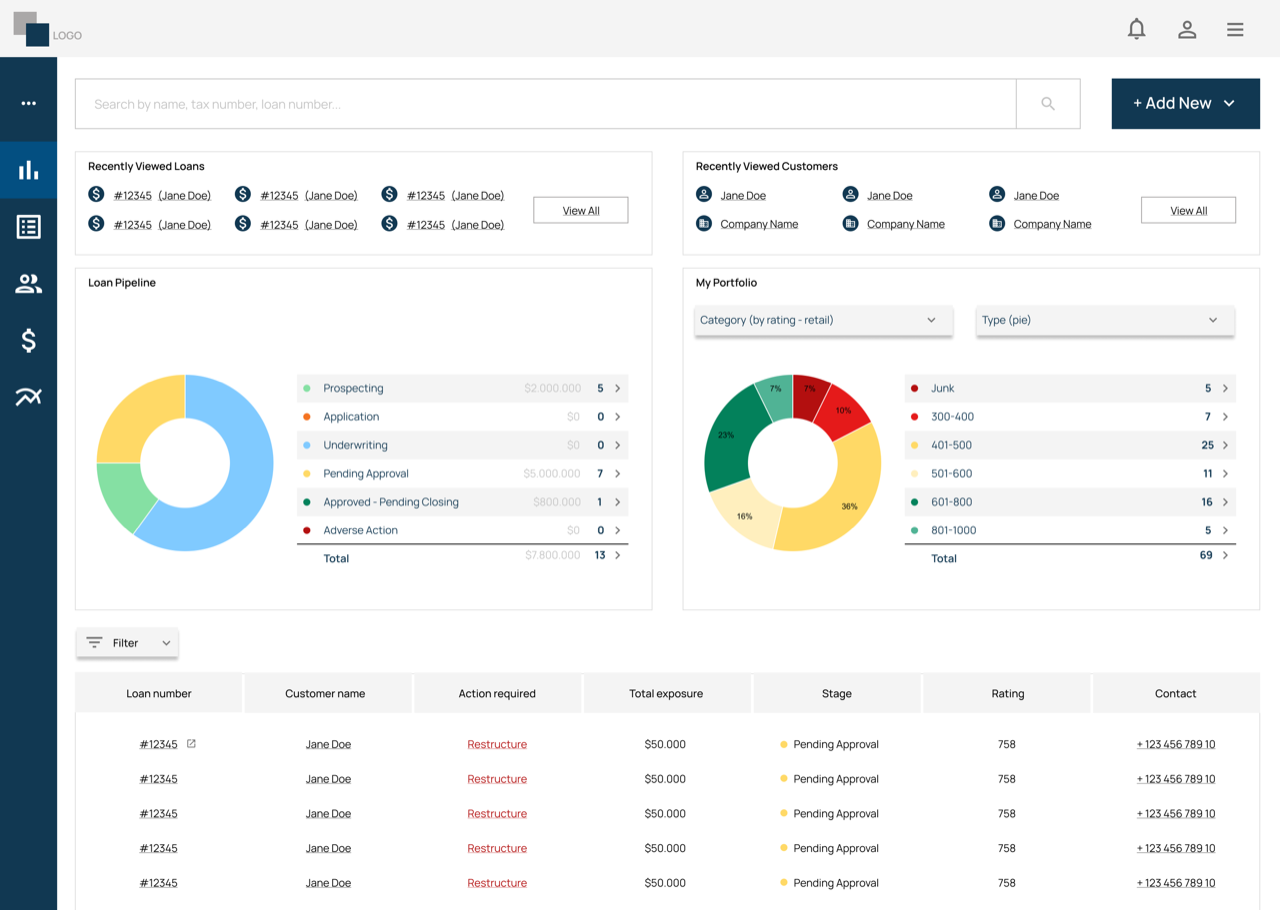 LOGO
Search by name, tax number, loan number...
+ Add New
Recently Viewed Loans
#12345 (Jane Doe) #12345 (Jane Doe) #12345 (Jane Doe)
#12345 (Jane Doe) #12345 (Jane Doe) #12345 (Jane Doe)
View All
Recently Viewed Customers
Jane Doe Jane Doe Jane Doe
Company Name Company Name Company Name
View All
Loan Pipeline
Prospecting $2.000.000 5
Application $0 0
Underwriting $0 0
Pending Approval $5.000.000 7
Approved - Pending Closing $800.000 1
Adverse Action $0 0
Total $7.800.000 13
My Portfolio
Category (by rating - retail) Type (pie)
7% 7%
10%
23%
36%
16%
Junk 5
300-400 7
401-500 25
501-600 11
601-800 16
801-1000 5
Total 69
Filter
Loan number Customer name Action required Total exposure Stage Rating Contact
#12345 Jane Doe Restructure $50.000 Pending Approval 758 + 123 456 789 10
#12345 Jane Doe Restructure $50.000 Pending Approval 758 + 123 456 789 10
#12345 Jane Doe Restructure $50.000 Pending Approval 758 + 123 456 789 10
#12345 Jane Doe Restructure $50.000 Pending Approval 758 + 123 456 789 10
#12345 Jane Doe Restructure $50.000 Pending Approval 758 + 123 456 789 10